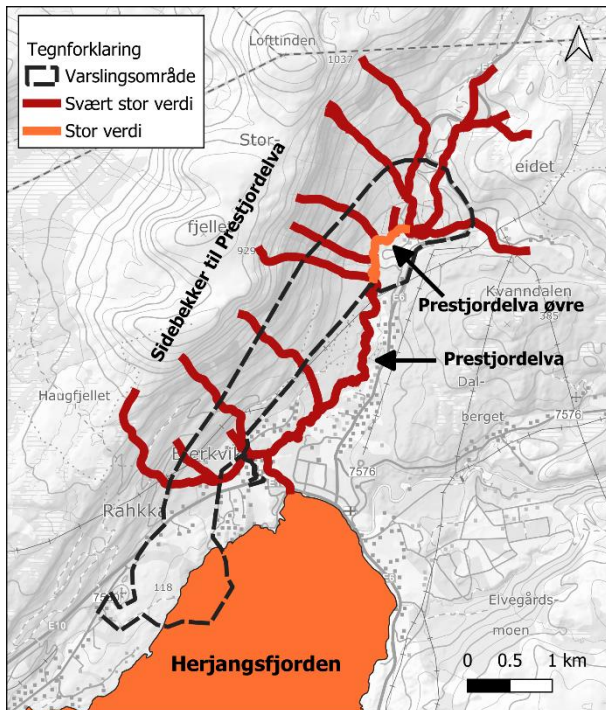 Tegnforklaring
Varslingsområde
Svært stor verdi
Stor verdi
Lofttinden
1037
Stor-
fjellet
929
eidet
Sidebekker til Prestjordelva
Kvanndalen
385
E6
Prestjordelva øvre
Prestjordelva
Dal-
berget
7576
Haugfjellet
Bjerkvik
7576
Rahkka
118
E10
Elvegårds-
moen
Herjangsfjorden
0 0.5 1 km